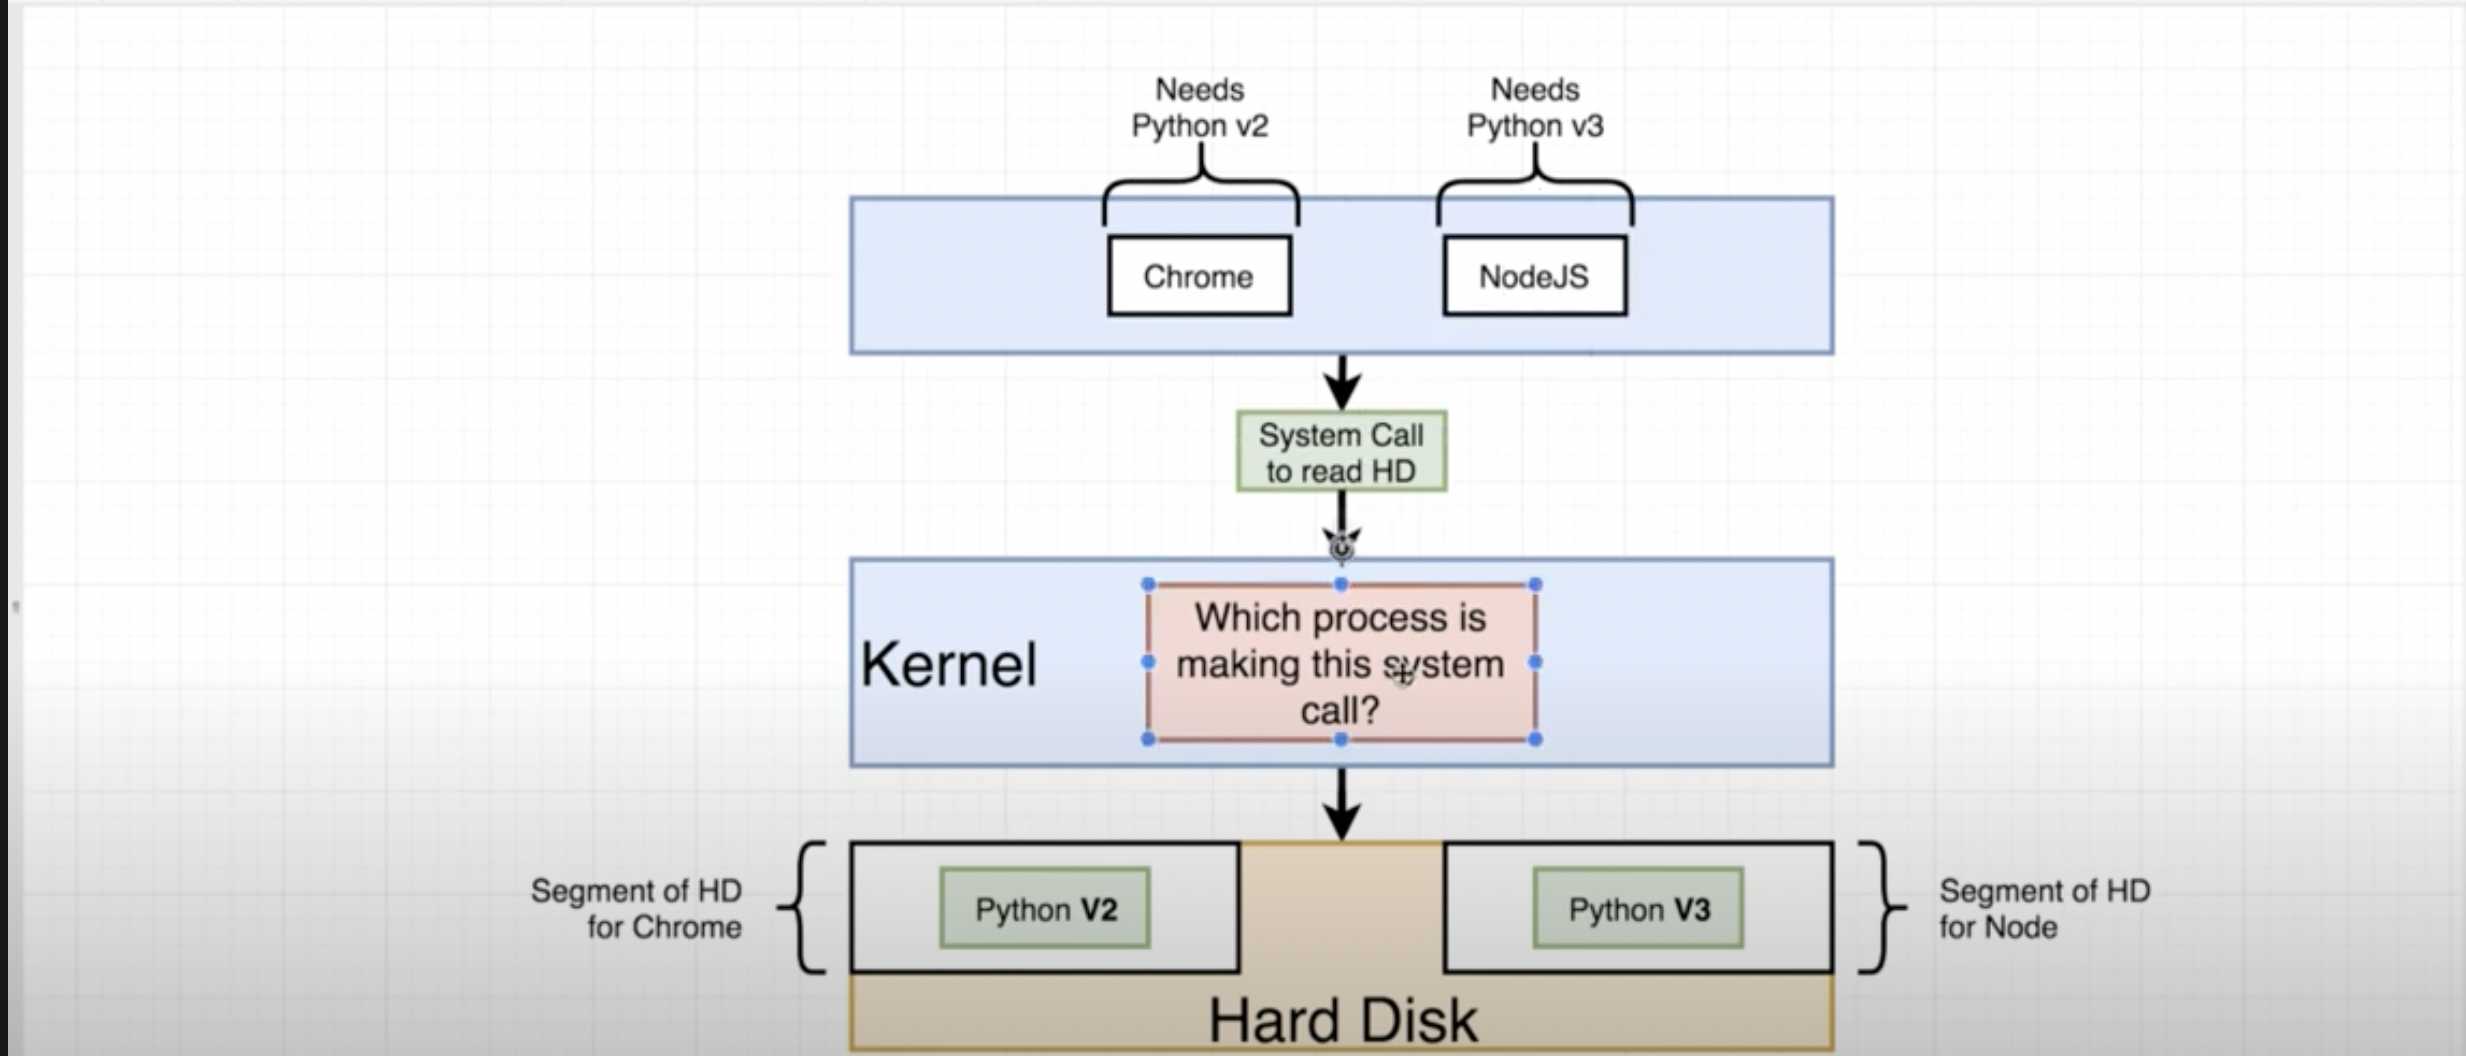 Needs
Python v2
Needs
Python v3
Chrome
NodeJS
System Call
to read HD
Kernel
Which process is
making this system
call?
Segment of HD
for Chrome
Python V2
Python V3
Segment of HD
for Node
Hard Disk